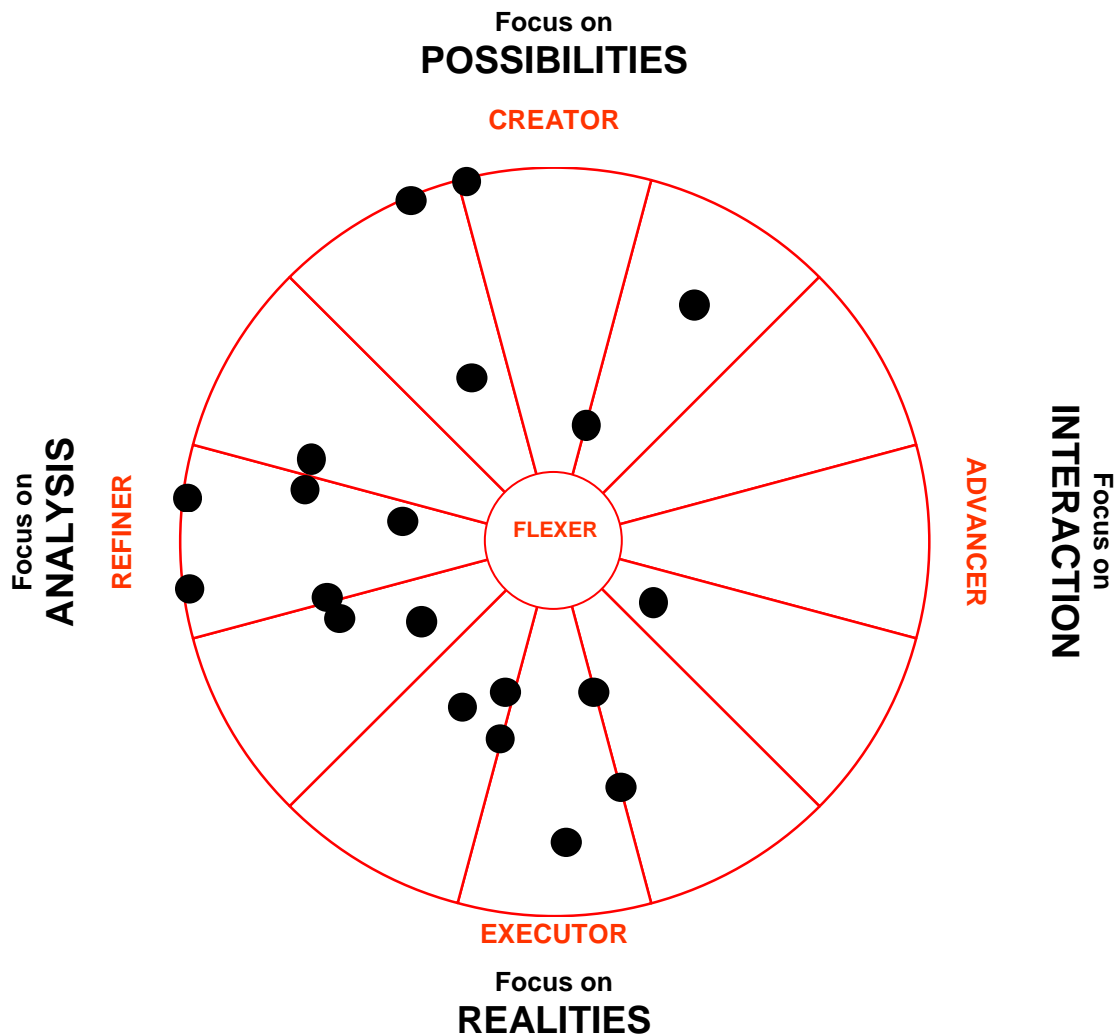 Focus on
POSSIBILITIES
CREATOR
Focus on
ANALYSIS
REFINER
FLEXER
ADVANCER
Focus on
INTERACTION
EXECUTOR
Focus on
REALITIES